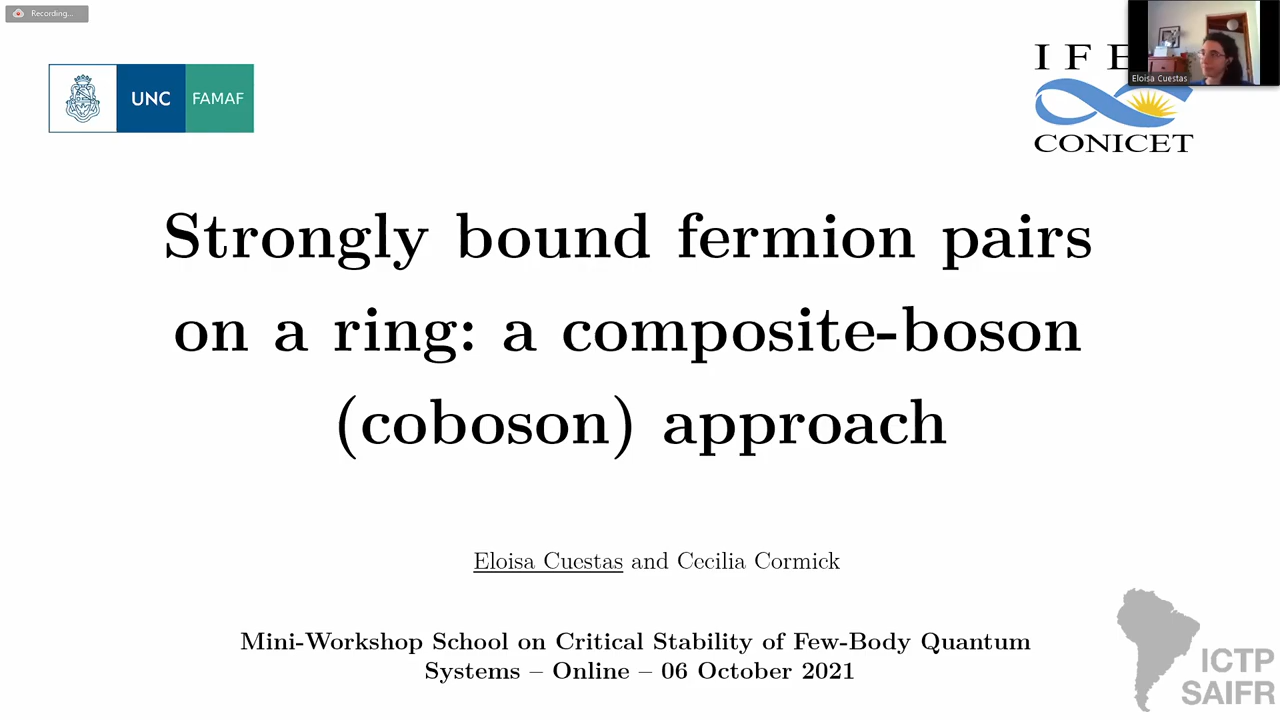 Recording...
UNC
FAMAF
IFE
CONICET
Eloisa Cuestas
Strongly bound fermion pairs
on a ring: a composite-boson
(coboson) approach
Eloisa Cuestas and Cecilia Cormick
Mini-Workshop School on Critical Stability of Few-Body Quantum
Systems – Online – 06 October 2021
ICTP
SAIFR